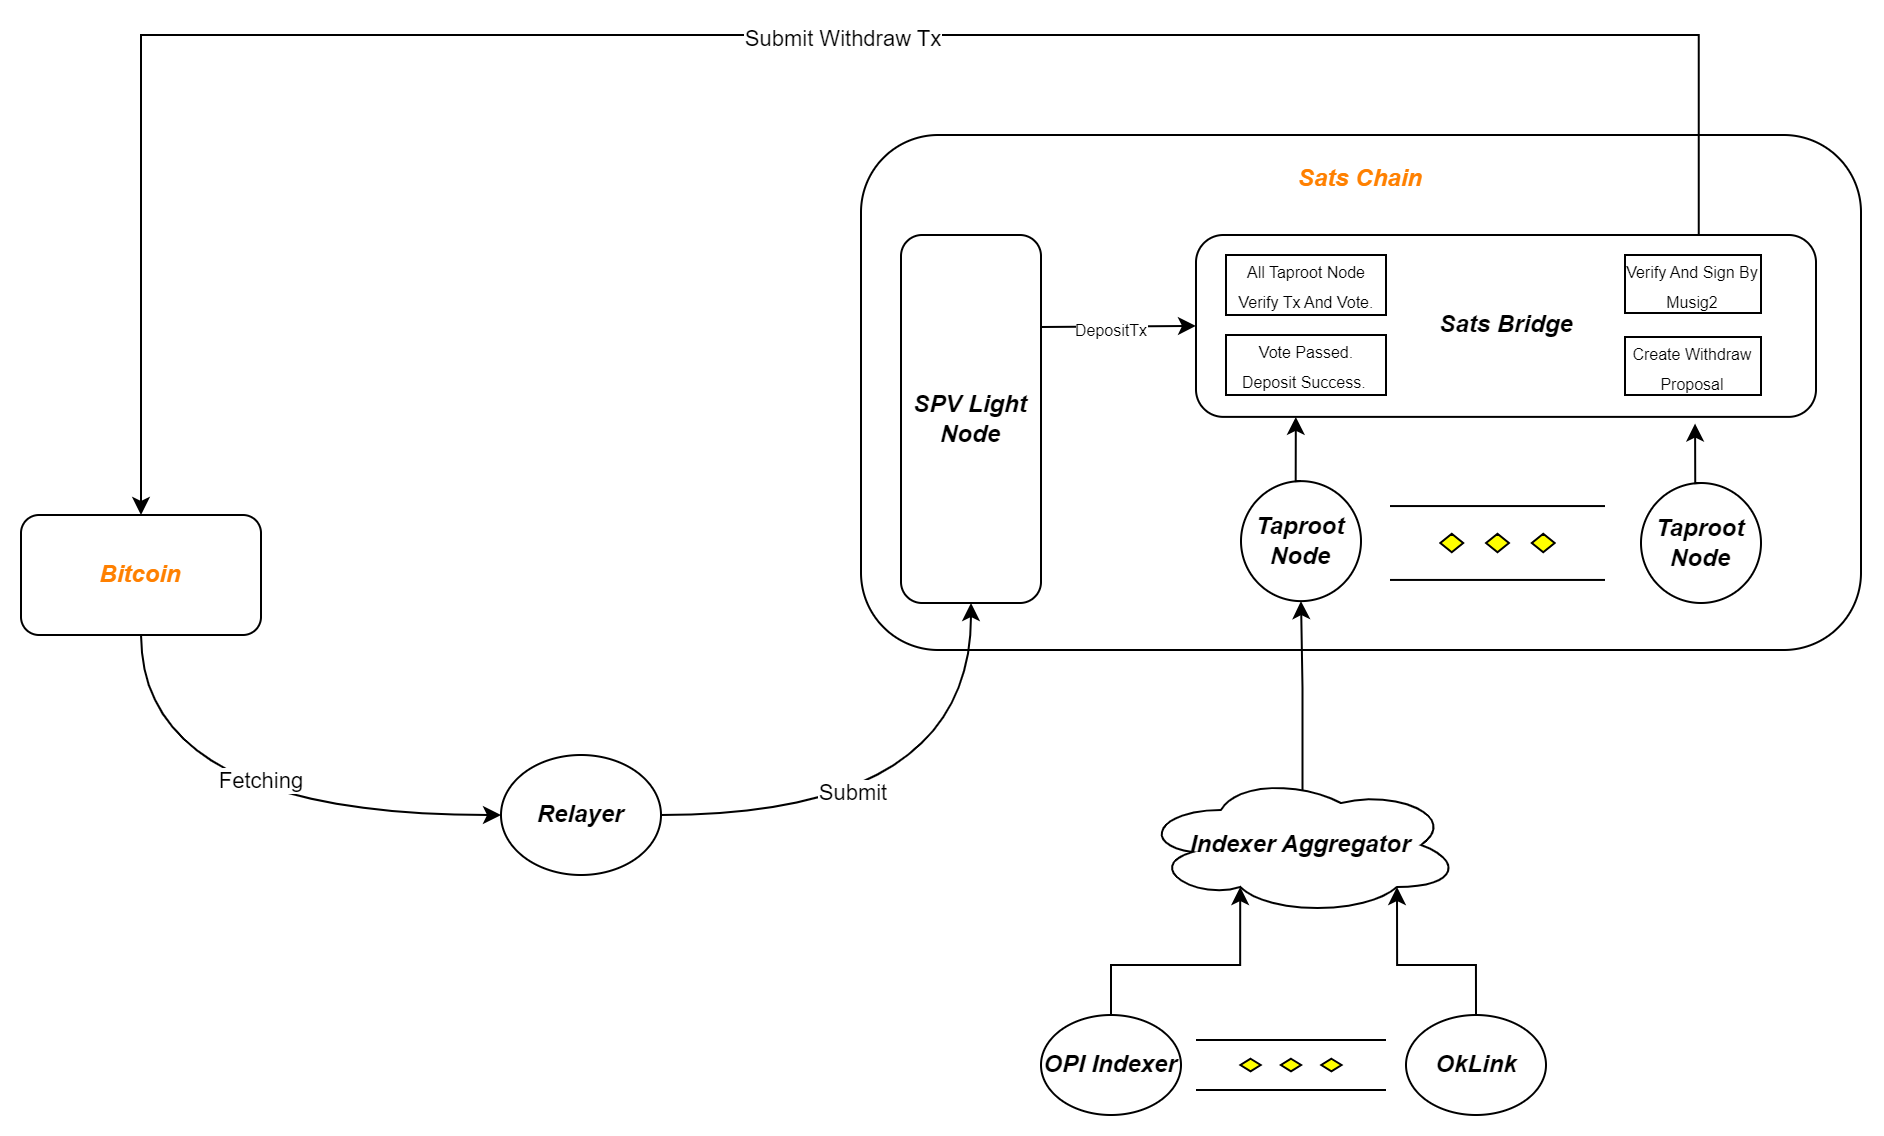 Submit Withdraw Tx
Sats Chain
All Taproot Node
Verify Tx And Vote.
Vote Passed.
Deposit Success.
Sats Bridge
Verify And Sign By
Musig2
Create Withdraw
Proposal
DepositTx
SPV Light
Node
Taproot
Node
Taproot
Node
Bitcoin
Fetching
Relayer
Submit
Indexer Aggregator
OPI Indexer
OkLink